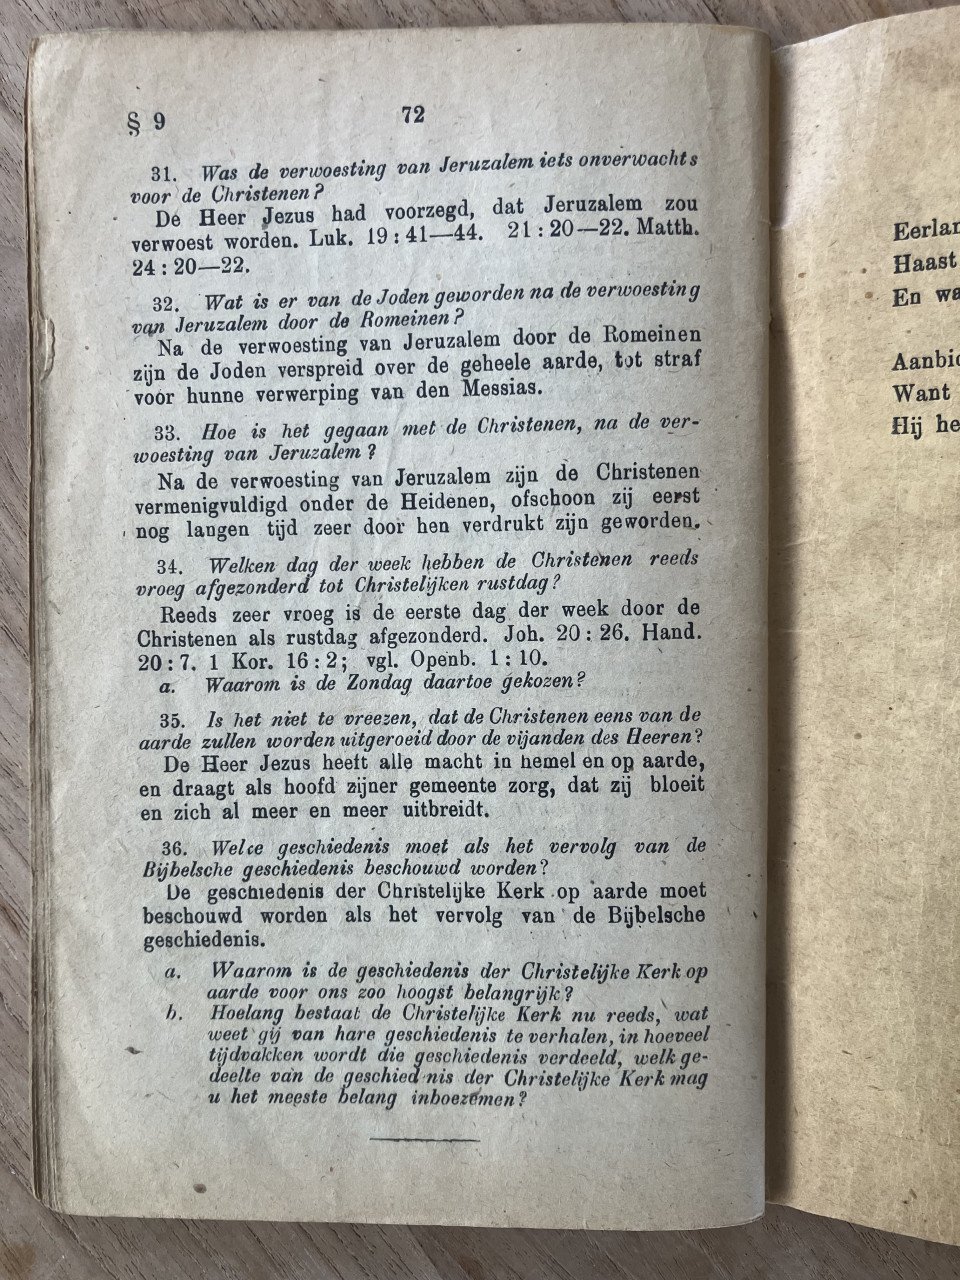 § 9 72
31. Was de verwoesting van Jeruzalem iets onverwachts
voor de Christenen?
De Heer Jezus had voorzegd, dat Jeruzalem zou
verwoest worden. Luk. 19 : 41—44. 21 : 20—22. Matth.
24 : 20—22.
32. Wat is er van de Joden geworden na de verwoesting
van Jeruzalem door de Romeinen?
Na de verwoesting van Jeruzalem door de Romeinen
zijn de Joden verspreid over de geheele aarde, tot straf
voor hunne verwerping van den Messias.
33. Hoe is het gegaan met de Christenen, na de ver-
woesting van Jeruzalem?
Na de verwoesting van Jeruzalem zijn de Christenen
vermenigvuldigd onder de Heidenen, ofschoon zij eerst
nog langen tijd zeer door hen verdrukt zijn geworden.
34. Welken dag der week hebben de Christenen reeds
vroeg afgezonderd tot Christelijken rustdag?
Reeds zeer vroeg is de eerste dag der week door de
Christenen als rustdag afgezonderd. Joh. 20 : 26. Hand.
20 : 7. 1 Kor. 16 : 2; vgl. Openb. 1 : 10.
a. Waarom is de Zondag daartoe gekozen?
35. Is het niet te vreezen, dat de Christenen eens van de
aarde zullen worden uitgeroeid door de vijanden des Heeren?
De Heer Jezus heeft alle macht in hemel en op aarde,
en draagt als hoofd zijner gemeente zorg, dat zij bloeit
en zich al meer en meer uitbreidt.
36. Welce geschiedenis moet als het vervolg van de
Bijbelsche geschiedenis beschouwd worden?
De geschiedenis der Christelijke Kerk op aarde moet
beschouwd worden als het vervolg van de Bijbelsche
geschiedenis.
a. Waarom is de geschiedenis der Christelijke Kerk op
aarde voor ons zoo hoogst belangrijk?
b. Hoelang bestaat de Christelijke Kerk nu reeds, wat
weet gij van hare geschiedenis te verhalen, in hoeveel
tijdvakken wordt die geschiedenis verdeeld, welk ge-
deelte van de geschied nis der Christelijke Kerk mag
u het meeste belang inboezemen?
Eerlan
Haast
En wa
Aanbid
Want
Hij he